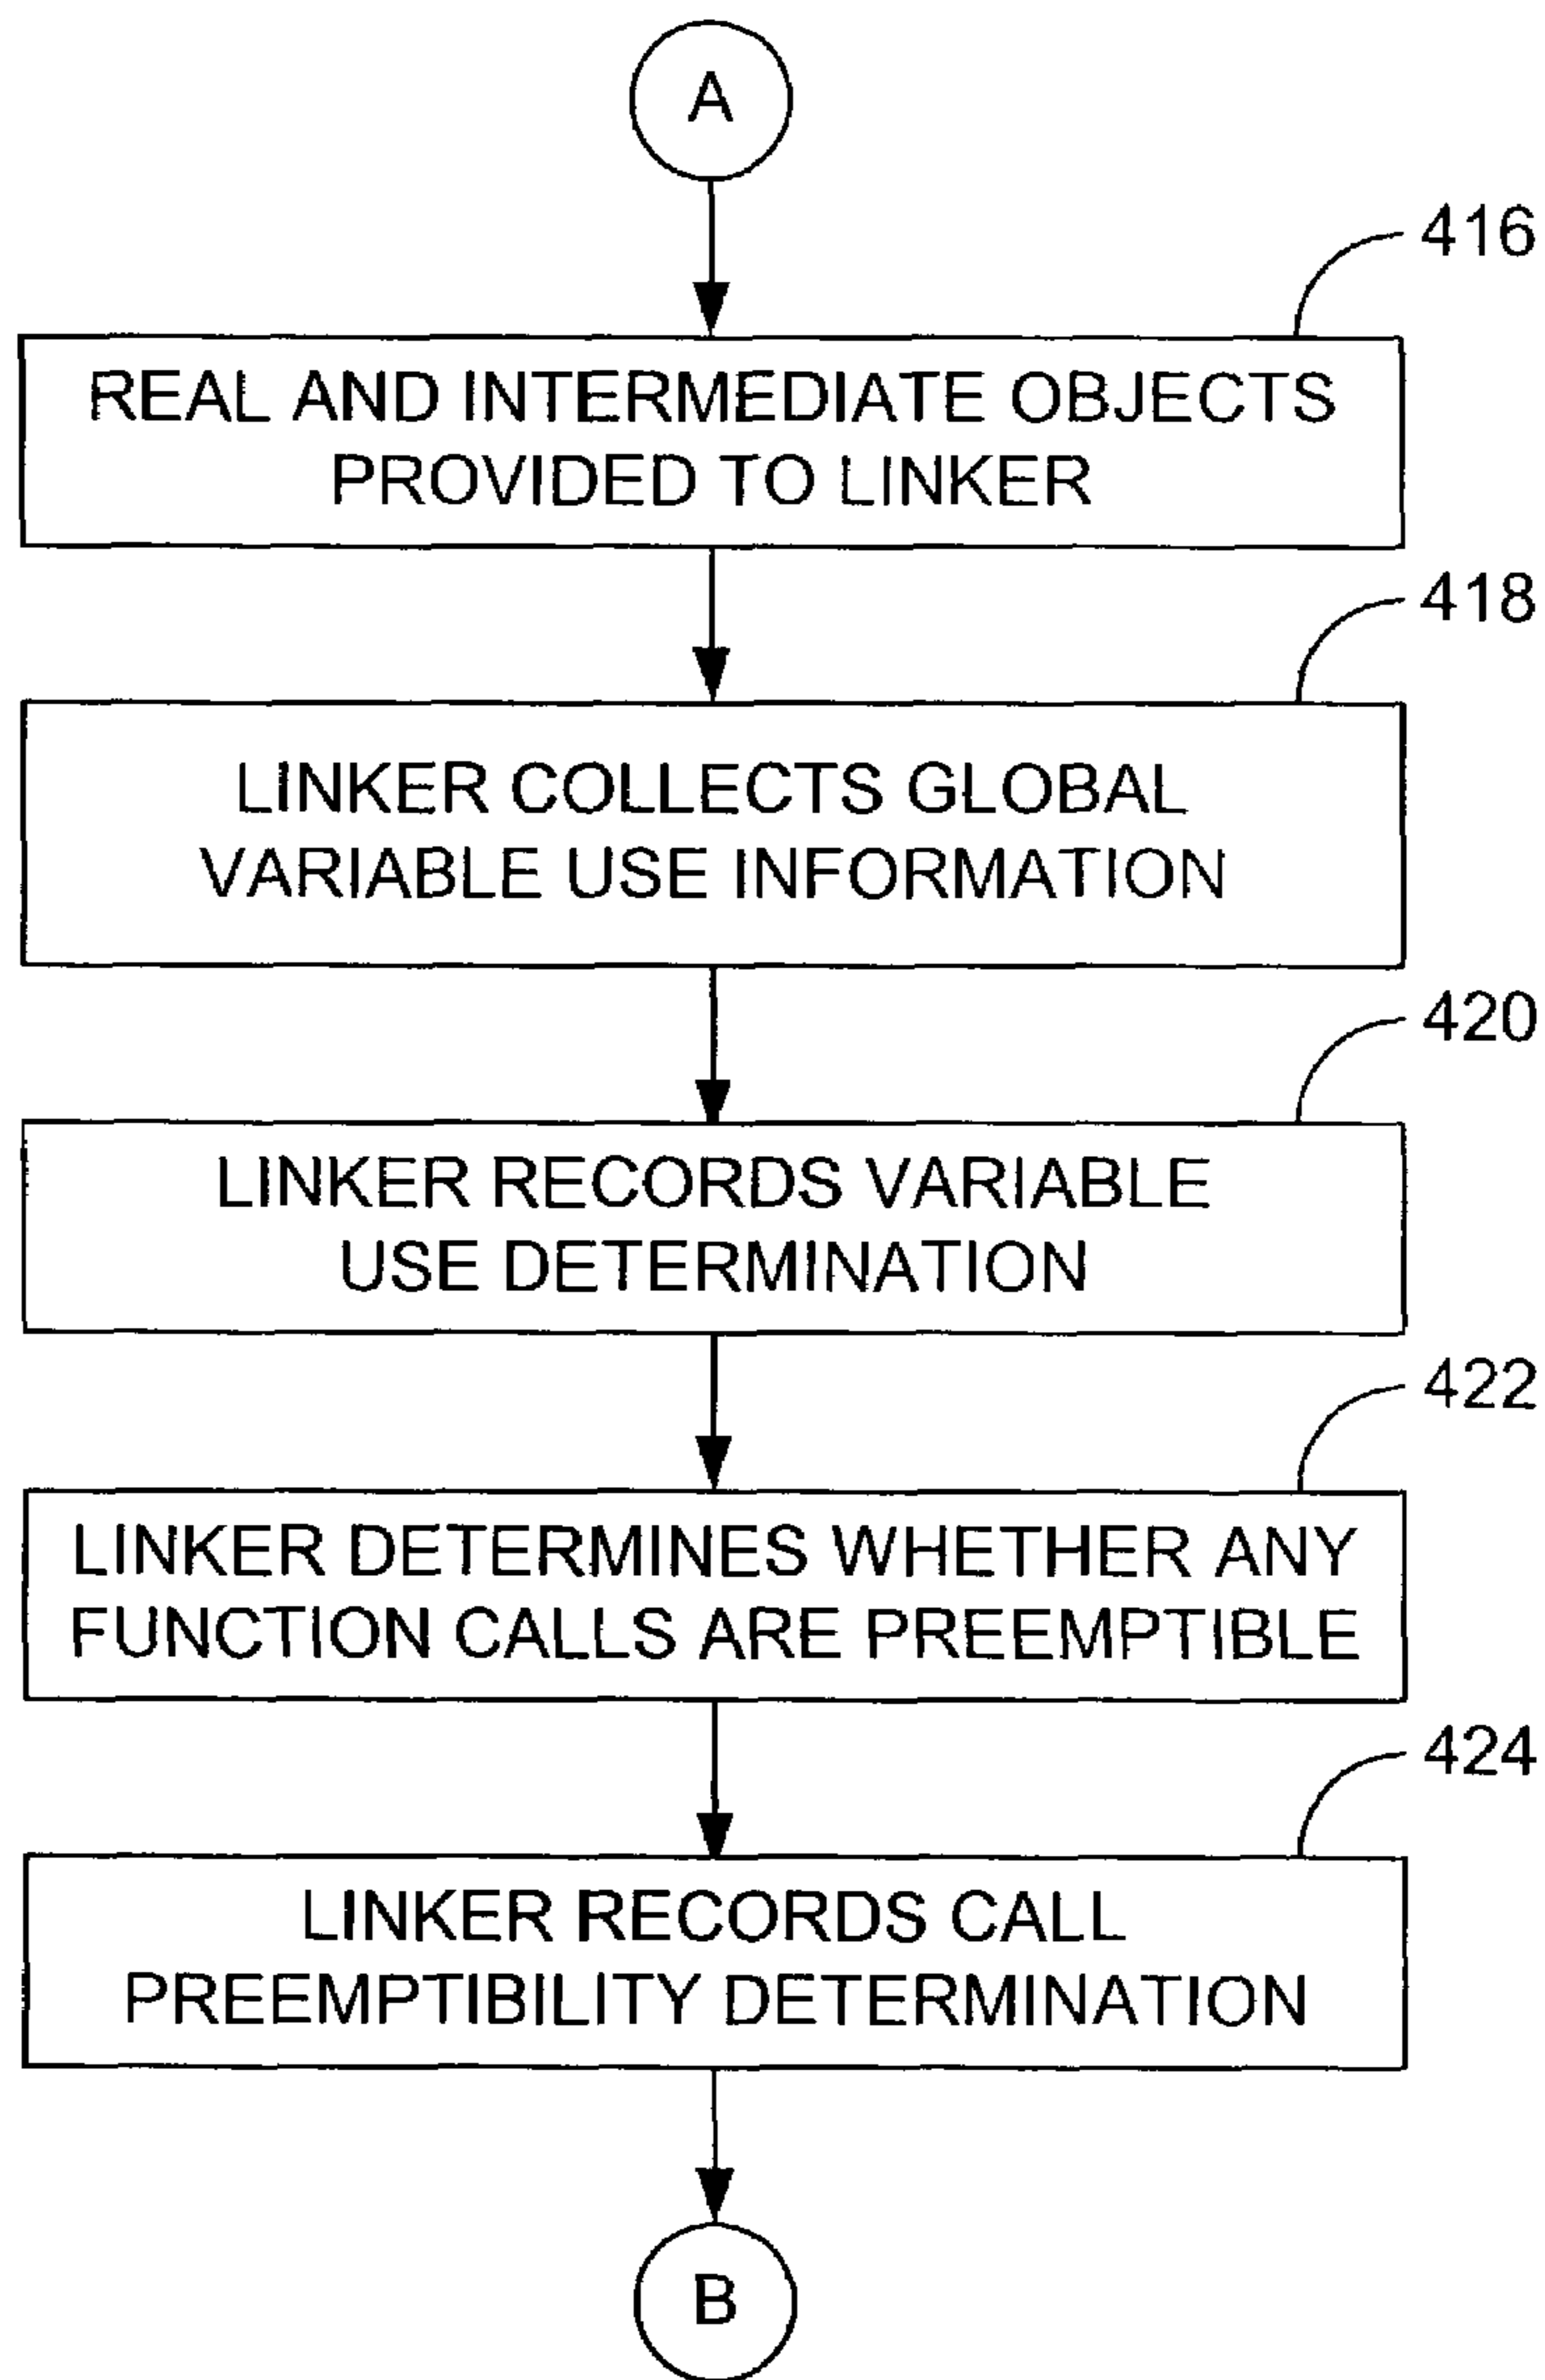 A
416
REAL AND INTERMEDIATE OBJECTS
PROVIDED TO LINKER
418
LINKER COLLECTS GLOBAL
VARIABLE USE INFORMATION
420
LINKER RECORDS VARIABLE
USE DETERMINATION
422
LINKER DETERMINES WHETHER ANY
FUNCTION CALLS ARE PREEMPTIBLE
424
LINKER RECORDS CALL
PREEMPTIBILITY DETERMINATION
B